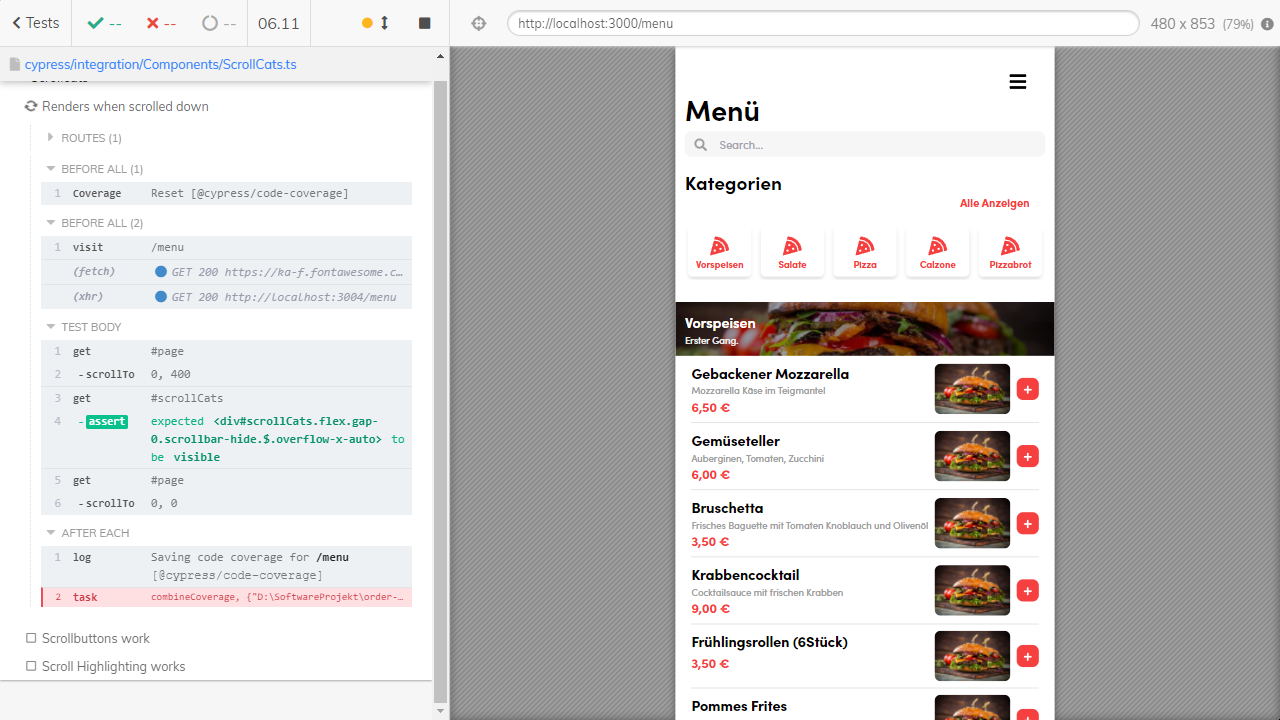 Tests
--
--
--
06.11
http://localhost:3000/menu
480 x 853 (79%)
cypress/integration/Components/ScrollCats.ts
Renders when scrolled down
ROUTES (1)
BEFORE ALL (1)
1 Coverage Reset [@cypress/code-coverage]
BEFORE ALL (2)
1 visit /menu
(fetch) GET 200 https://ka-f.fontawesome.c...
(xhr) GET 200 http://localhost:3004/menu
TEST BODY
1 get #page
2 -scrollTo 0, 400
3 get #scrollCats
4 -assert expected <div#scrollCats.flex.gap-
0.scrollbar-hide.$.overflow-x-auto> to
be visible
5 get #page
6 -scrollTo 0, 0
AFTER EACH
1 log Saving code coverage for /menu
[@cypress/code-coverage]
2 task combineCoverage, {"D:\SoftwareProjekt\order-...
Scrollbuttons work
Scroll Highlighting works
Menü
Search...
Kategorien
Alle Anzeigen
Vorspeisen Salate Pizza Calzone Pizzabrot
Vorspeisen
Erster Gang.
Gebackener Mozzarella
Mozzarella Käse im Teigmantel
6,50 €
+
Gemüseteller
Auberginen, Tomaten, Zucchini
6,00 €
+
Bruschetta
Frisches Baguette mit Tomaten Knoblauch und Olivenöl
3,50 €
+
Krabbencocktail
Cocktailsauce mit frischen Krabben
9,00 €
+
Frühlingsrollen (6Stück)
3,50 €
+
Pommes Frites
+